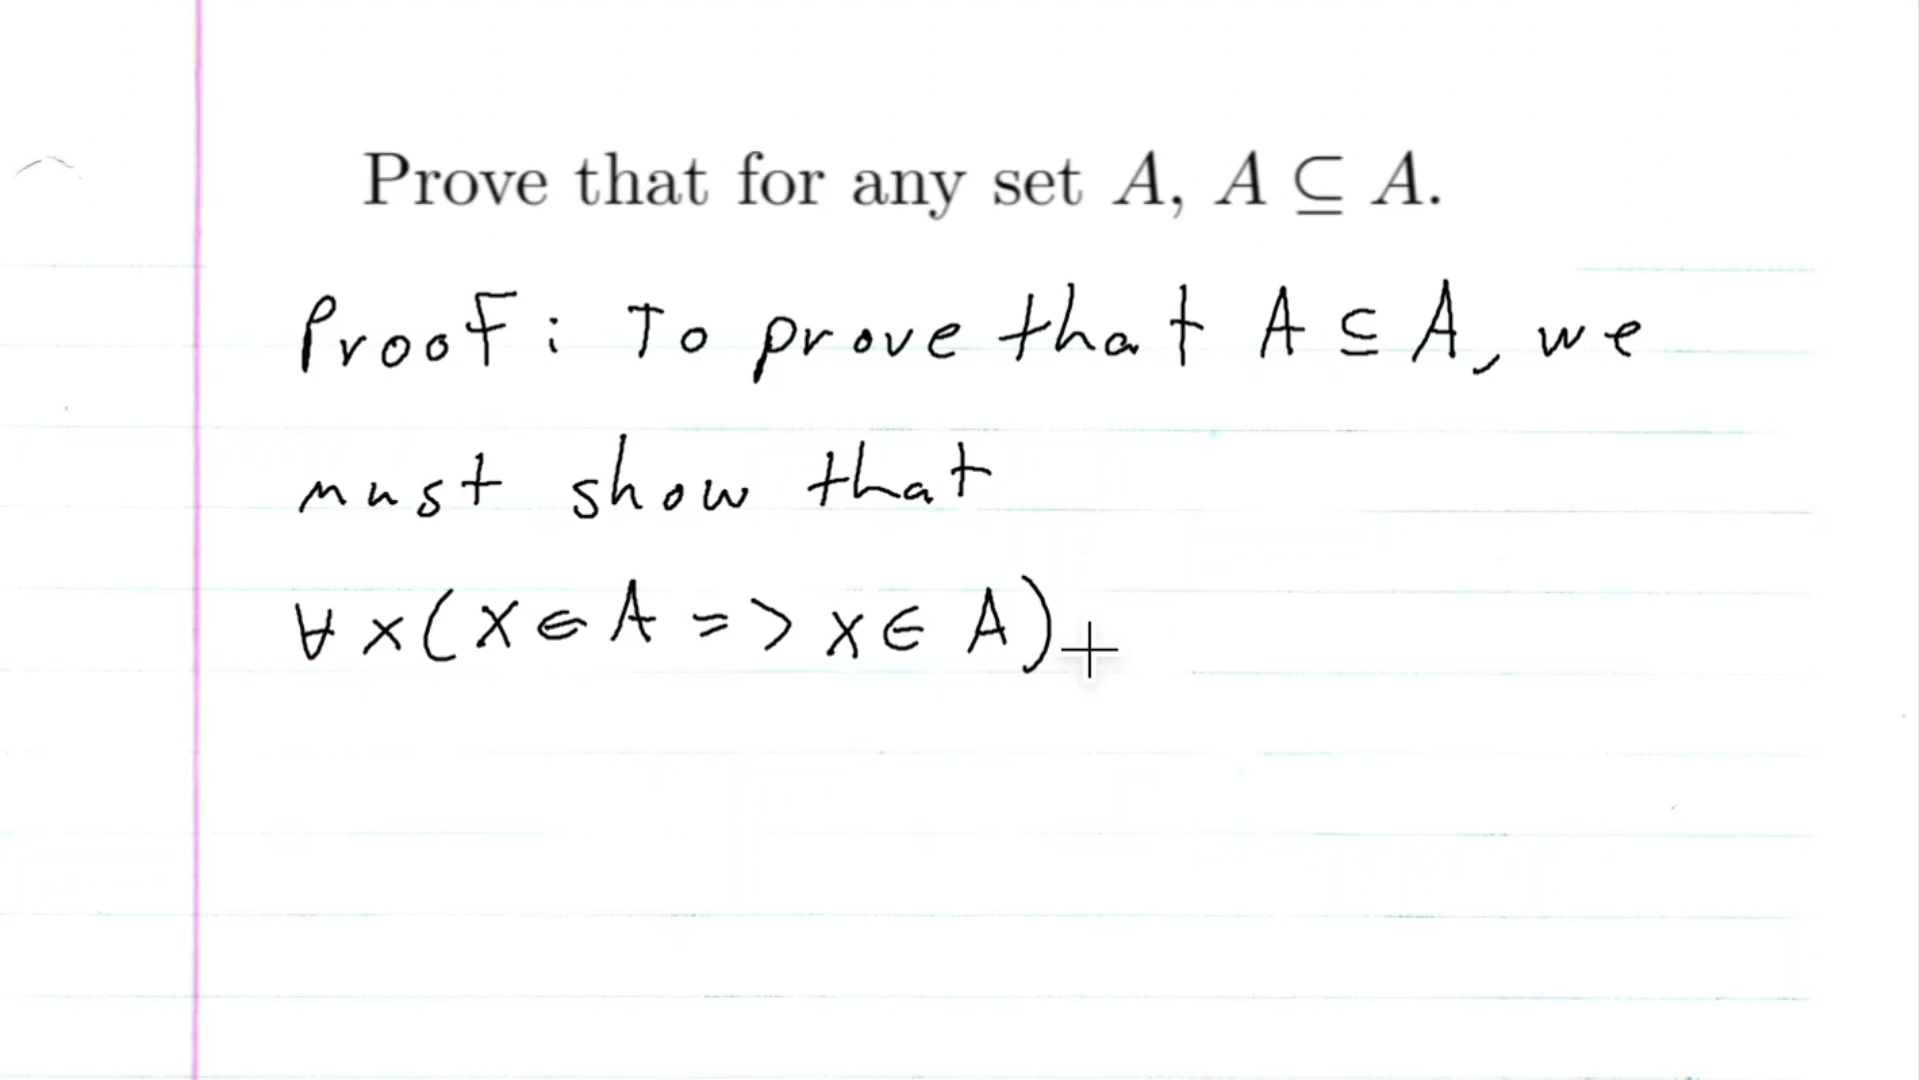 Prove that for any set A, A ⊆ A.
Proof: To prove that A ⊆ A, we
must show that
∀x(x ∈ A => x ∈ A)